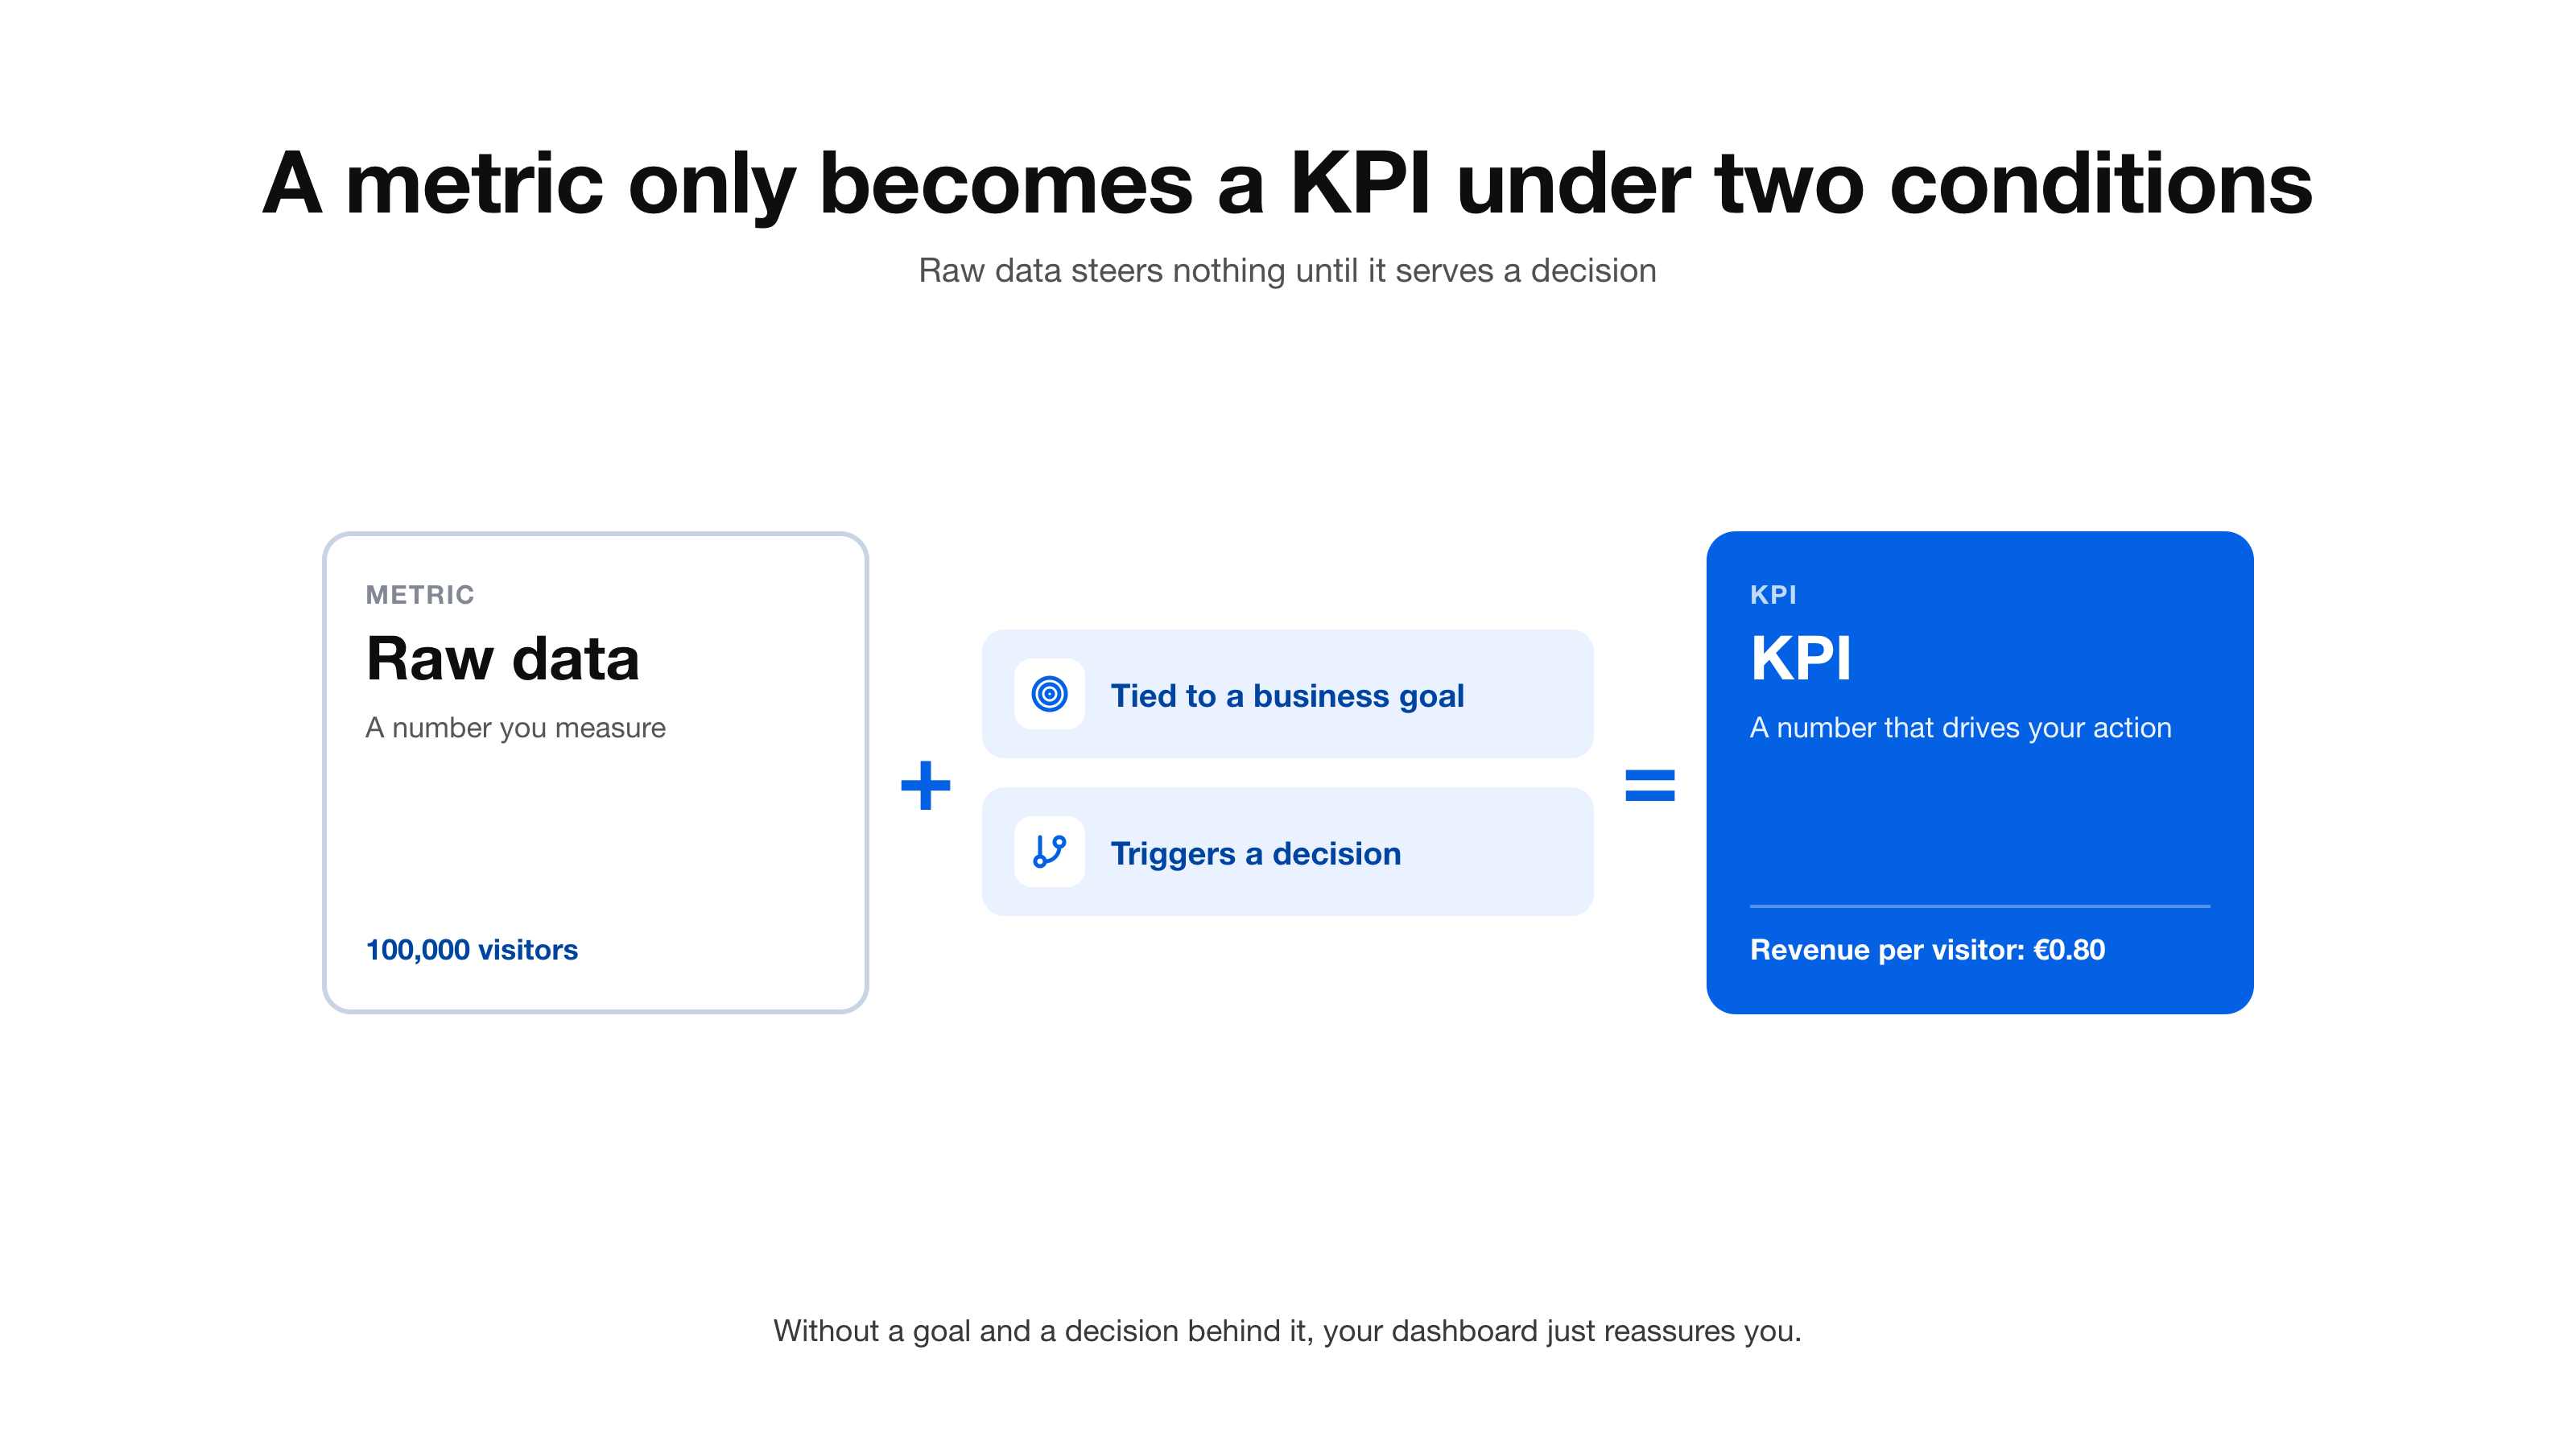 A metric only becomes a KPI under two conditions
Raw data steers nothing until it serves a decision
METRIC
Raw data
A number you measure
100,000 visitors
+
Tied to a business goal
Triggers a decision
=
KPI
KPI
A number that drives your action
Revenue per visitor: €0.80
Without a goal and a decision behind it, your dashboard just reassures you.